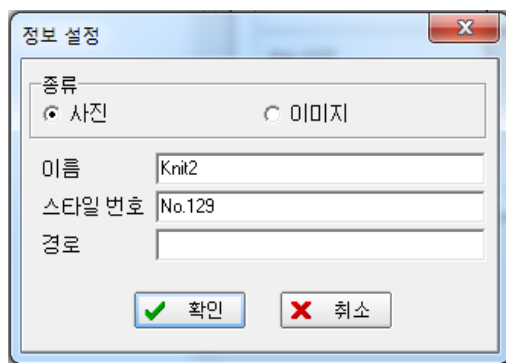 정보 설정
종류
사진 이미지
이름 Knit2
스타일 번호 No.129
경로
확인 취소